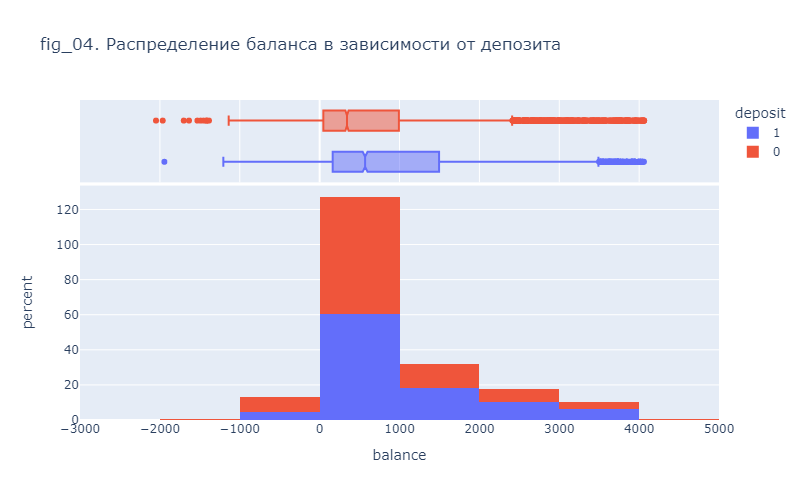 fig_04. Распределение баланса в зависимости от депозита
deposit
1
0
120
100
80
60
40
20
0
percent
−3000 −2000 −1000 0 1000 2000 3000 4000 5000
balance